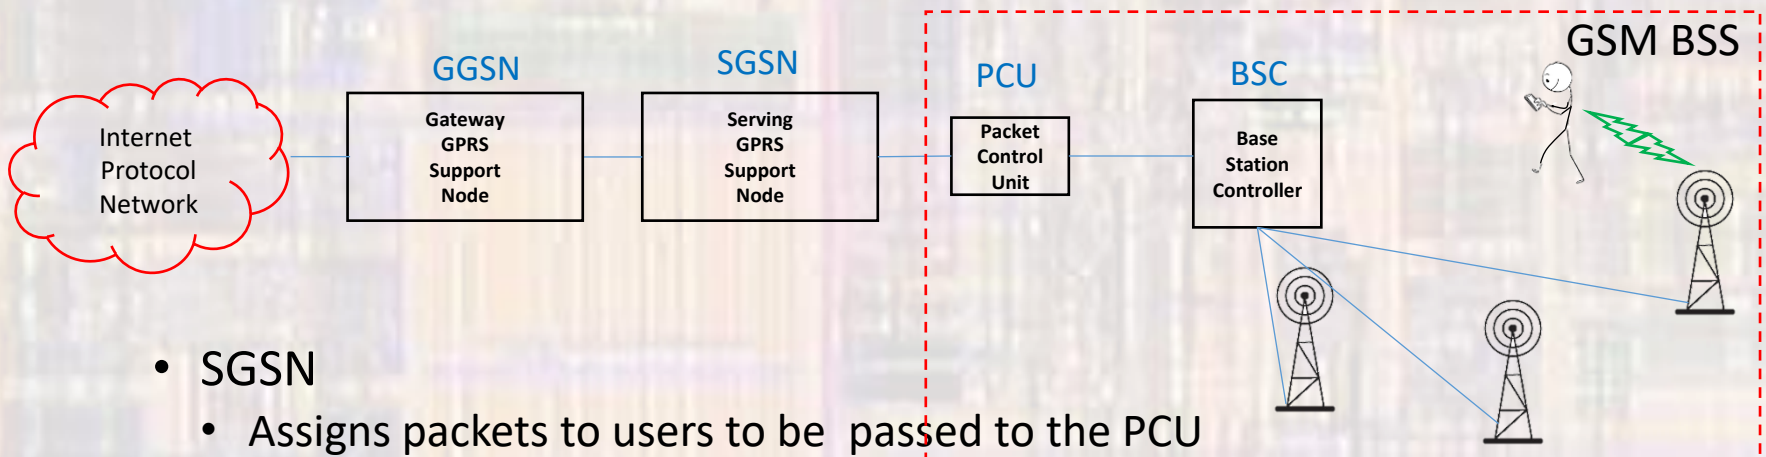 GSM BSS
GGSN
SGSN
PCU
BSC
Internet
Protocol
Network
Gateway
GPRS
Support
Node
Serving
GPRS
Support
Node
Packet
Control
Unit
Base
Station
Controller
• SGSN
• Assigns packets to users to be passed to the PCU